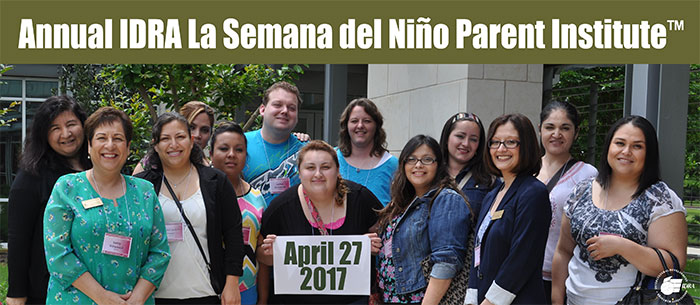 Annual IDRA La Semana del Niño Parent Institute™
April 27
2017